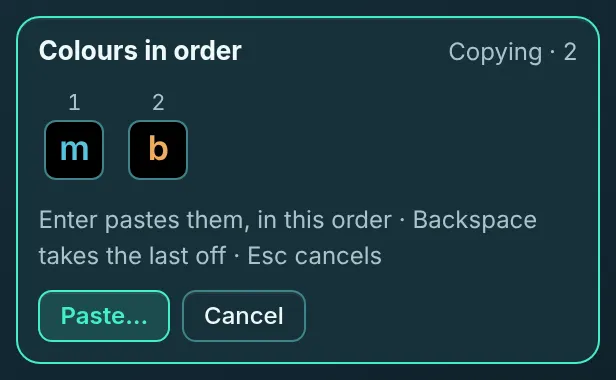 Colours in order
Copying · 2
1 2
m b
Enter pastes them, in this order · Backspace
takes the last off · Esc cancels
Paste...
Cancel